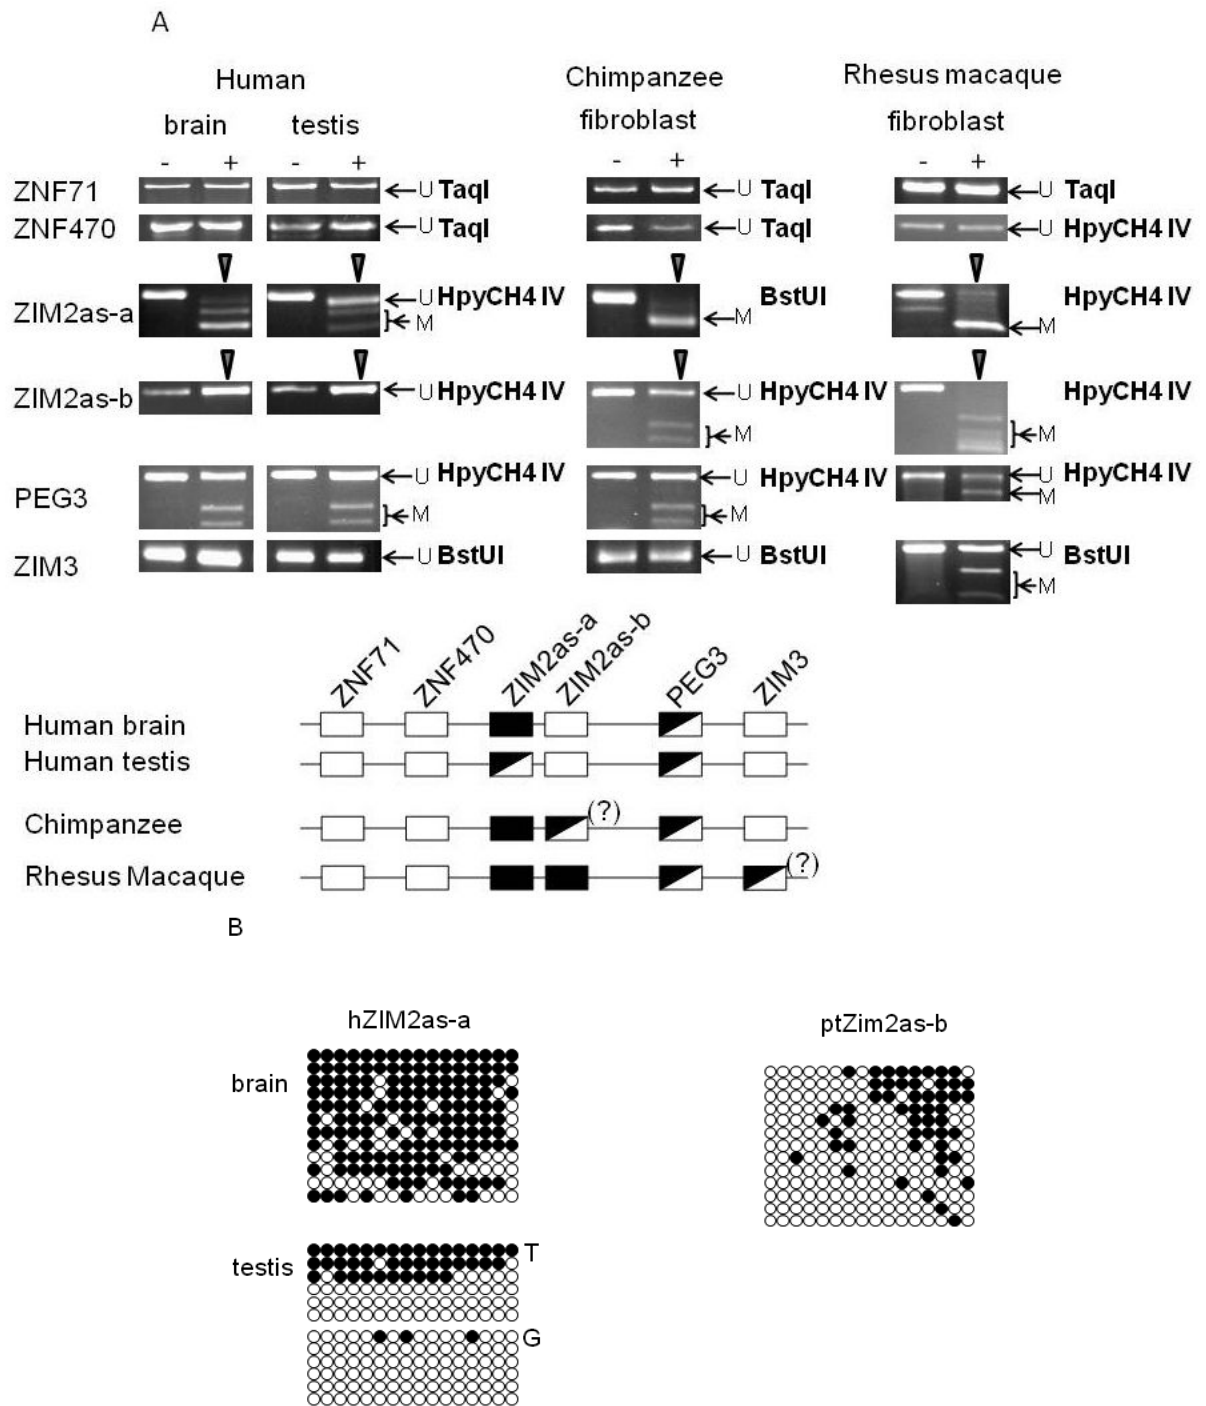 A
Human
Chimpanzee
Rhesus macaque
brain
testis
fibroblast
fibroblast
- + - + - + - +
ZNF71
U TaqI
U TaqI
U TaqI
ZNF470
U TaqI
U TaqI
U HpyCH4 IV
ZIM2as-a
U HpyCH4 IV
M
BstUI
M
HpyCH4 IV
M
ZIM2as-b
U HpyCH4 IV
U HpyCH4 IV
M
HpyCH4 IV
M
PEG3
U HpyCH4 IV
M
U HpyCH4 IV
M
U HpyCH4 IV
M
ZIM3
U BstUI
U BstUI
U BstUI
M
ZNF71
ZNF470
ZIM2as-a
ZIM2as-b
PEG3
ZIM3
Human brain
Human testis
Chimpanzee
(?)
Rhesus Macaque
(?)
B
hZIM2as-a
ptZim2as-b
brain
testis
T
G